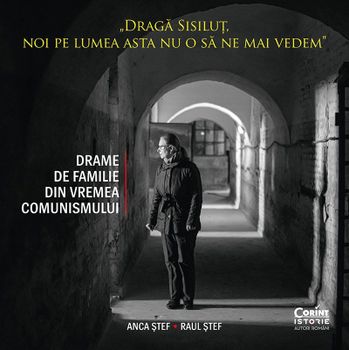 „DRAGĂ SISILUȚ,
NOI PE LUMEA ASTA NU O SĂ NE MAI VEDEM”
DRAME
DE FAMILIE
DIN VREMEA
COMUNISMULUI
ANCA ȘTEF • RAUL ȘTEF
CORINT
ISTORIE
AUTORI ROMÂNI